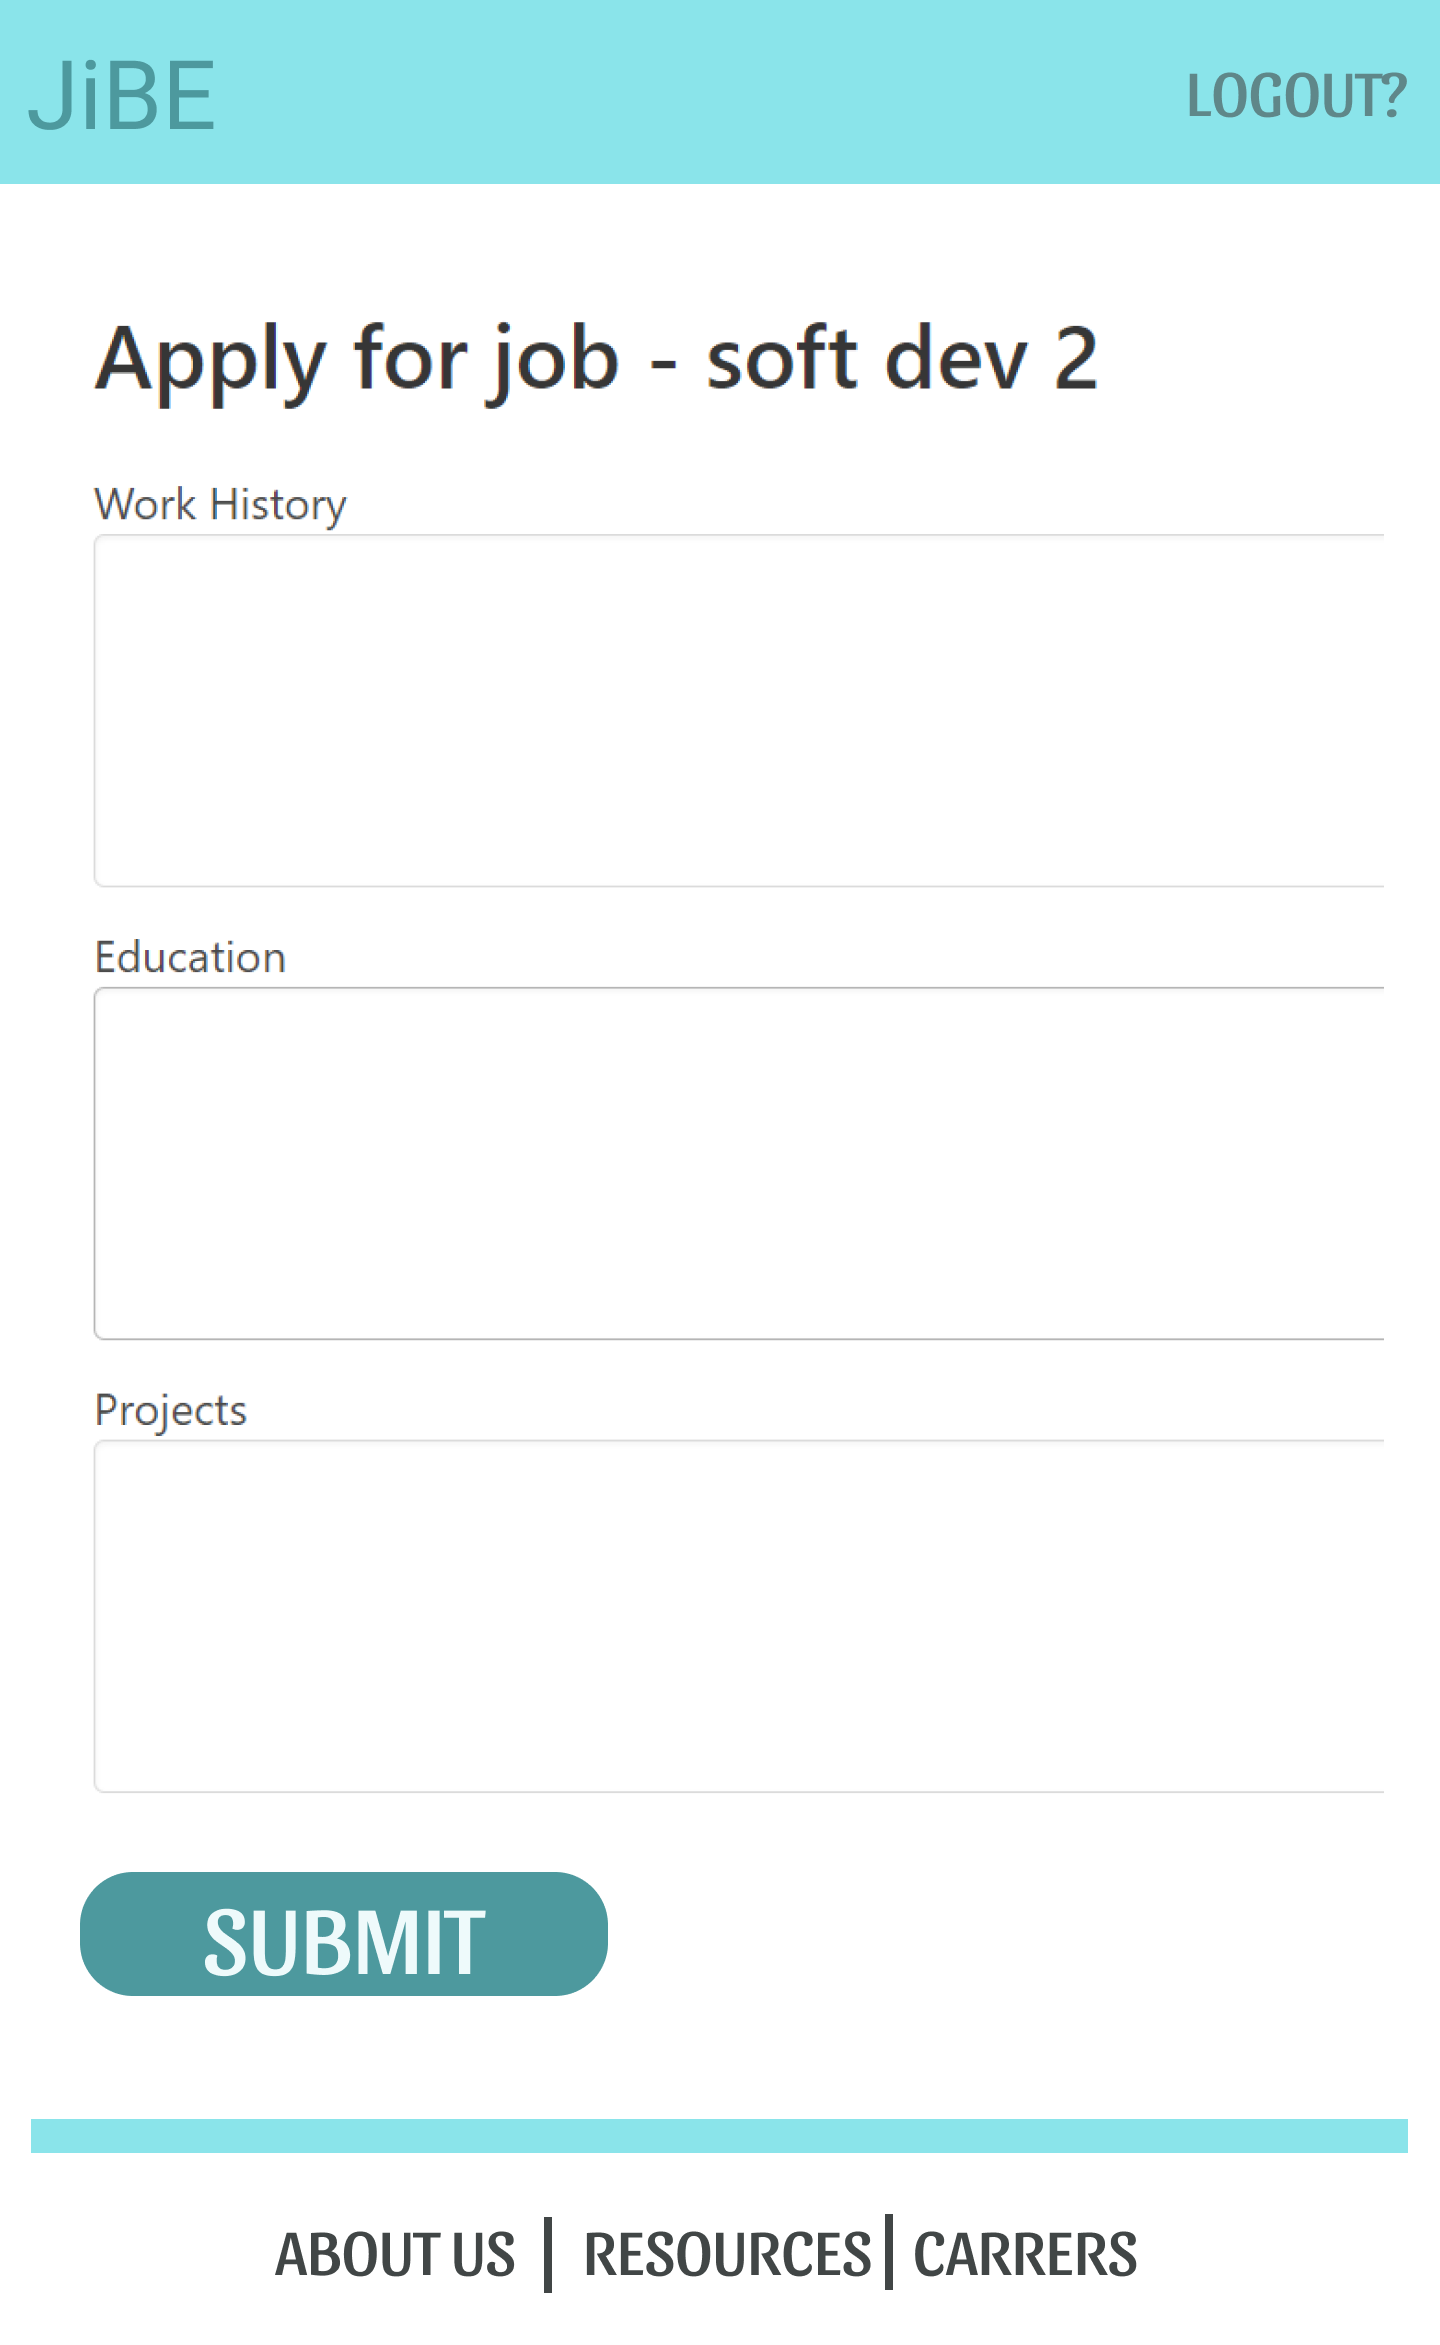 JiBE
LOGOUT?
Apply for job - soft dev 2
Work History
Education
Projects
SUBMIT
ABOUT US | RESOURCES | CARRERS